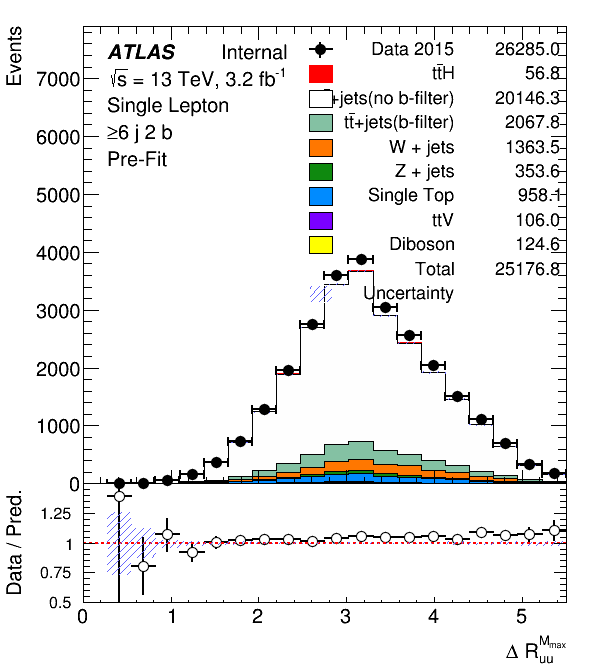 ATLAS Internal
√s = 13 TeV, 3.2 fb-1
Single Lepton
≥6 j 2 b
Pre-Fit
Data 2015 26285.0
tt̄H 56.8
+jets(no b-filter) 20146.3
tt̄+jets(b-filter) 2067.8
W + jets 1363.5
Z + jets 353.6
Single Top 958.1
ttV 106.0
Diboson 124.6
Total 25176.8
Uncertainty
Events
7000
6000
5000
4000
3000
2000
1000
0
Data / Pred.
1.25
1
0.75
0.5
0 1 2 3 4 5
Δ R uu Mmax